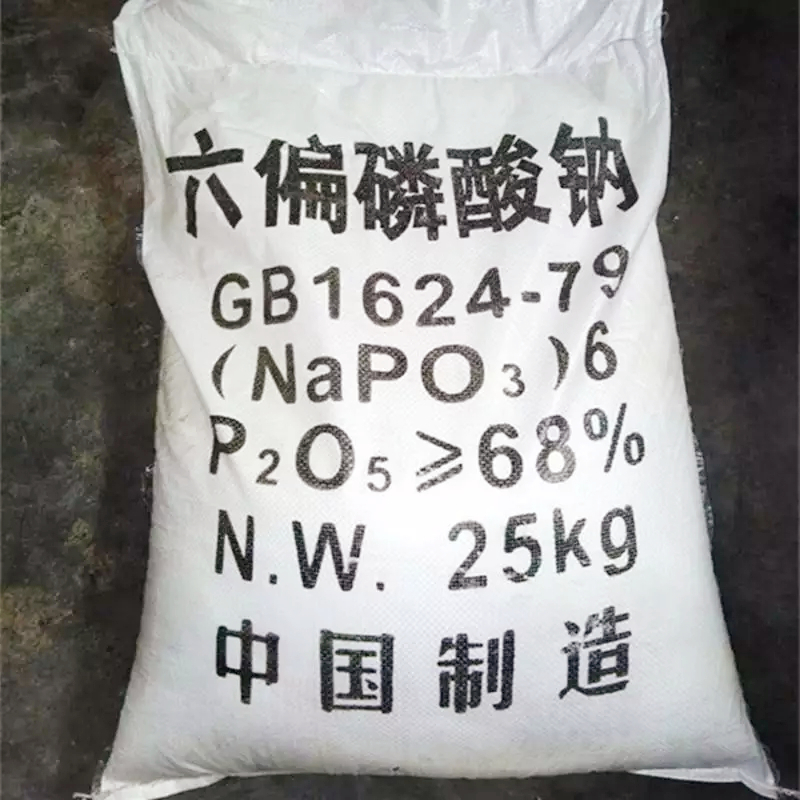 六偏磷酸钠
GB1624-79
(NaPO₃)6
P₂O₅≥68%
N.W. 25kg
中国制造